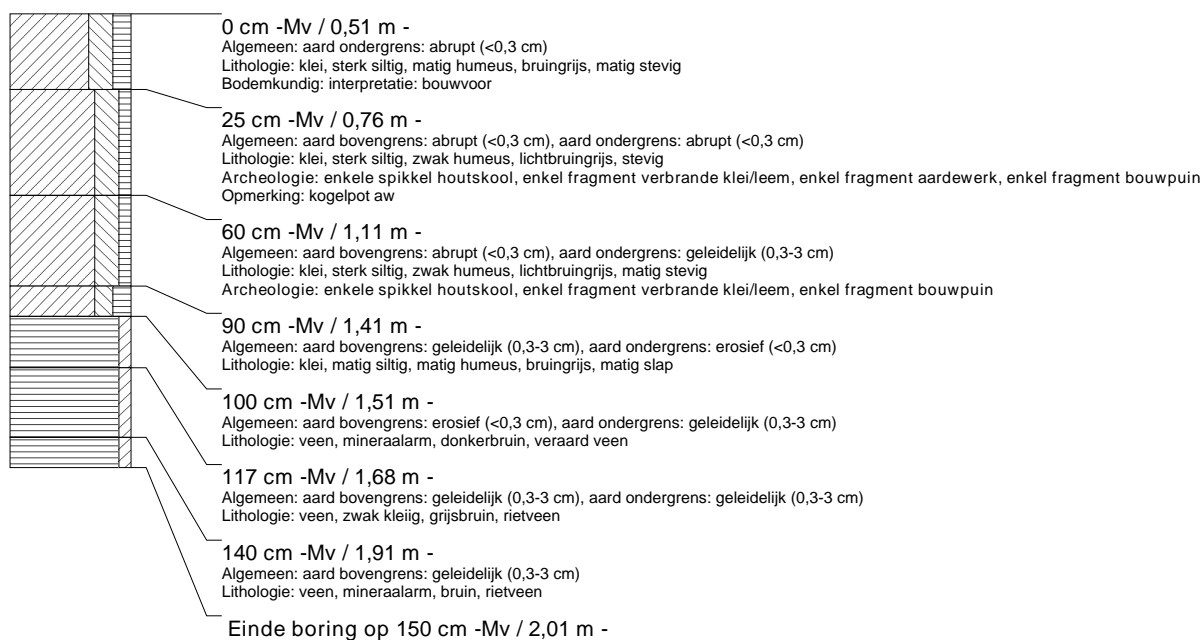 0 cm -Mv / 0,51 m -
Algemeen: aard ondergrens: abrupt (<0,3 cm)
Lithologie: klei, sterk siltig, matig humeus, bruingrijs, matig stevig
Bodemkundig: interpretatie: bouwvoor
25 cm -Mv / 0,76 m -
Algemeen: aard bovengrens: abrupt (<0,3 cm), aard ondergrens: abrupt (<0,3 cm)
Lithologie: klei, sterk siltig, zwak humeus, lichtbruingrijs, stevig
Archeologie: enkele spikkel houtskool, enkel fragment verbrande klei/leem, enkel fragment aardewerk, enkel fragment bouwpuin
Opmerking: kogelpot aw
60 cm -Mv / 1,11 m -
Algemeen: aard bovengrens: abrupt (<0,3 cm), aard ondergrens: geleidelijk (0,3-3 cm)
Lithologie: klei, sterk siltig, zwak humeus, lichtbruingrijs, matig stevig
Archeologie: enkele spikkel houtskool, enkel fragment verbrande klei/leem, enkel fragment bouwpuin
90 cm -Mv / 1,41 m -
Algemeen: aard bovengrens: geleidelijk (0,3-3 cm), aard ondergrens: erosief (<0,3 cm)
Lithologie: klei, matig siltig, matig humeus, bruingrijs, matig slap
100 cm -Mv / 1,51 m -
Algemeen: aard bovengrens: erosief (<0,3 cm), aard ondergrens: geleidelijk (0,3-3 cm)
Lithologie: veen, mineraalarm, donkerbruin, veraard veen
117 cm -Mv / 1,68 m -
Algemeen: aard bovengrens: geleidelijk (0,3-3 cm), aard ondergrens: geleidelijk (0,3-3 cm)
Lithologie: veen, zwak kleiig, grijsbruin, rietveen
140 cm -Mv / 1,91 m -
Algemeen: aard bovengrens: geleidelijk (0,3-3 cm)
Lithologie: veen, mineraalarm, bruin, rietveen
Einde boring op 150 cm -Mv / 2,01 m -